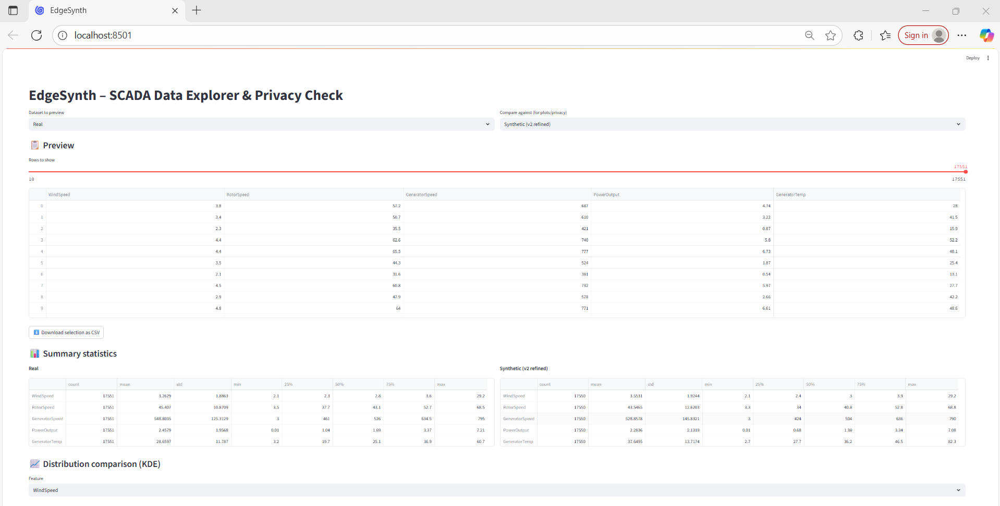 EdgeSynth
localhost:8501
Sign in
Deploy
EdgeSynth – SCADA Data Explorer & Privacy Check
Dataset to preview
Compare against (for plots/privacy)
Real
Synthetic (v2 refined)
Preview
Rows to show
17551
10 17551
WindSpeed RotorSpeed GeneratorSpeed PowerOutput GeneratorTemp
0 3.8 57.2 687 4.74 28
1 3.4 50.7 610 3.22 41.5
2 2.3 35.5 421 0.87 15.9
3 4.4 62.6 740 5.8 52.2
4 4.4 65.5 777 6.73 48.1
5 3.5 44.3 524 1.87 25.4
6 2.1 31.6 381 0.54 13.1
7 4.5 60.8 732 5.97 27.7
8 2.9 47.9 578 2.66 42.2
9 4.8 64 771 6.61 48.6
Download selection as CSV
Summary statistics
Real
count mean std min 25% 50% 75% max
WindSpeed 17551 3.2629 1.8863 2.1 2.3 2.8 3.6 29.2
RotorSpeed 17551 45.407 10.8709 3.5 37.7 43.1 52.7 68.5
GeneratorSpeed 17551 548.8005 125.3129 3 461 526 634.5 795
PowerOutput 17551 2.4579 1.9568 0.01 1.04 1.69 3.37 7.21
GeneratorTemp 17551 28.6597 11.787 3.2 19.7 25.1 36.9 60.7
Synthetic (v2 refined)
count mean std min 25% 50% 75% max
WindSpeed 17550 3.5531 1.9244 2.1 2.4 3 3.9 29.2
RotorSpeed 17550 43.5465 12.6203 3.3 34 40.8 52.8 68.8
GeneratorSpeed 17550 528.8578 145.8321 3 424 504 636 790
PowerOutput 17550 2.2836 2.1319 0.01 0.68 1.38 3.34 7.08
GeneratorTemp 17550 37.6495 13.7174 2.7 27.7 36.2 46.5 82.3
Distribution comparison (KDE)
Feature
WindSpeed